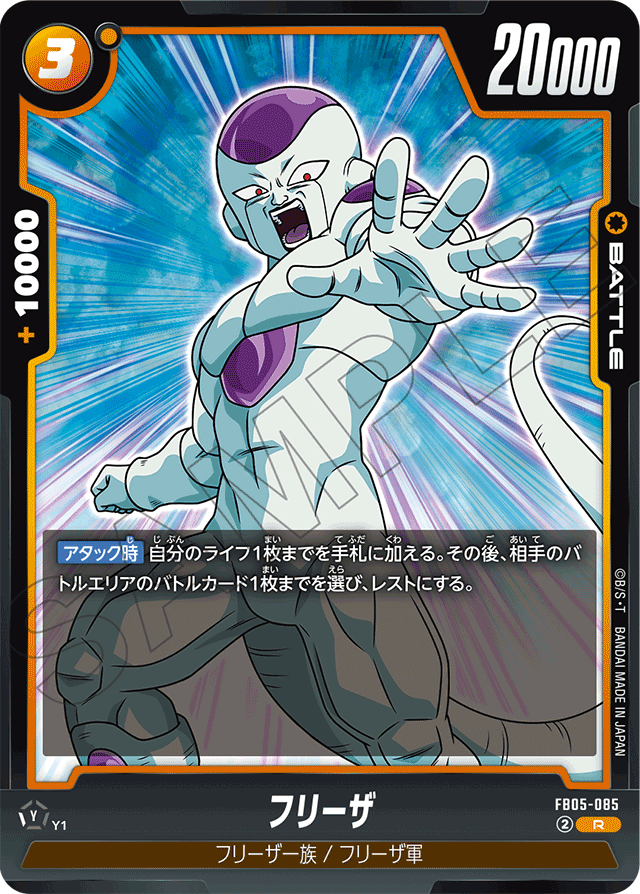 3
20000
+ 10000
BATTLE
SAMPLE
アタック時 自分のライフ1枚までを手札に加える。その後、相手のバ
トルエリアのバトルカード1枚までを選び、レストにする。
©B/S・T BANDAI MADE IN JAPAN
フリーザ
FB05-085
Y Y1
② R
フリーザ一族 / フリーザ軍